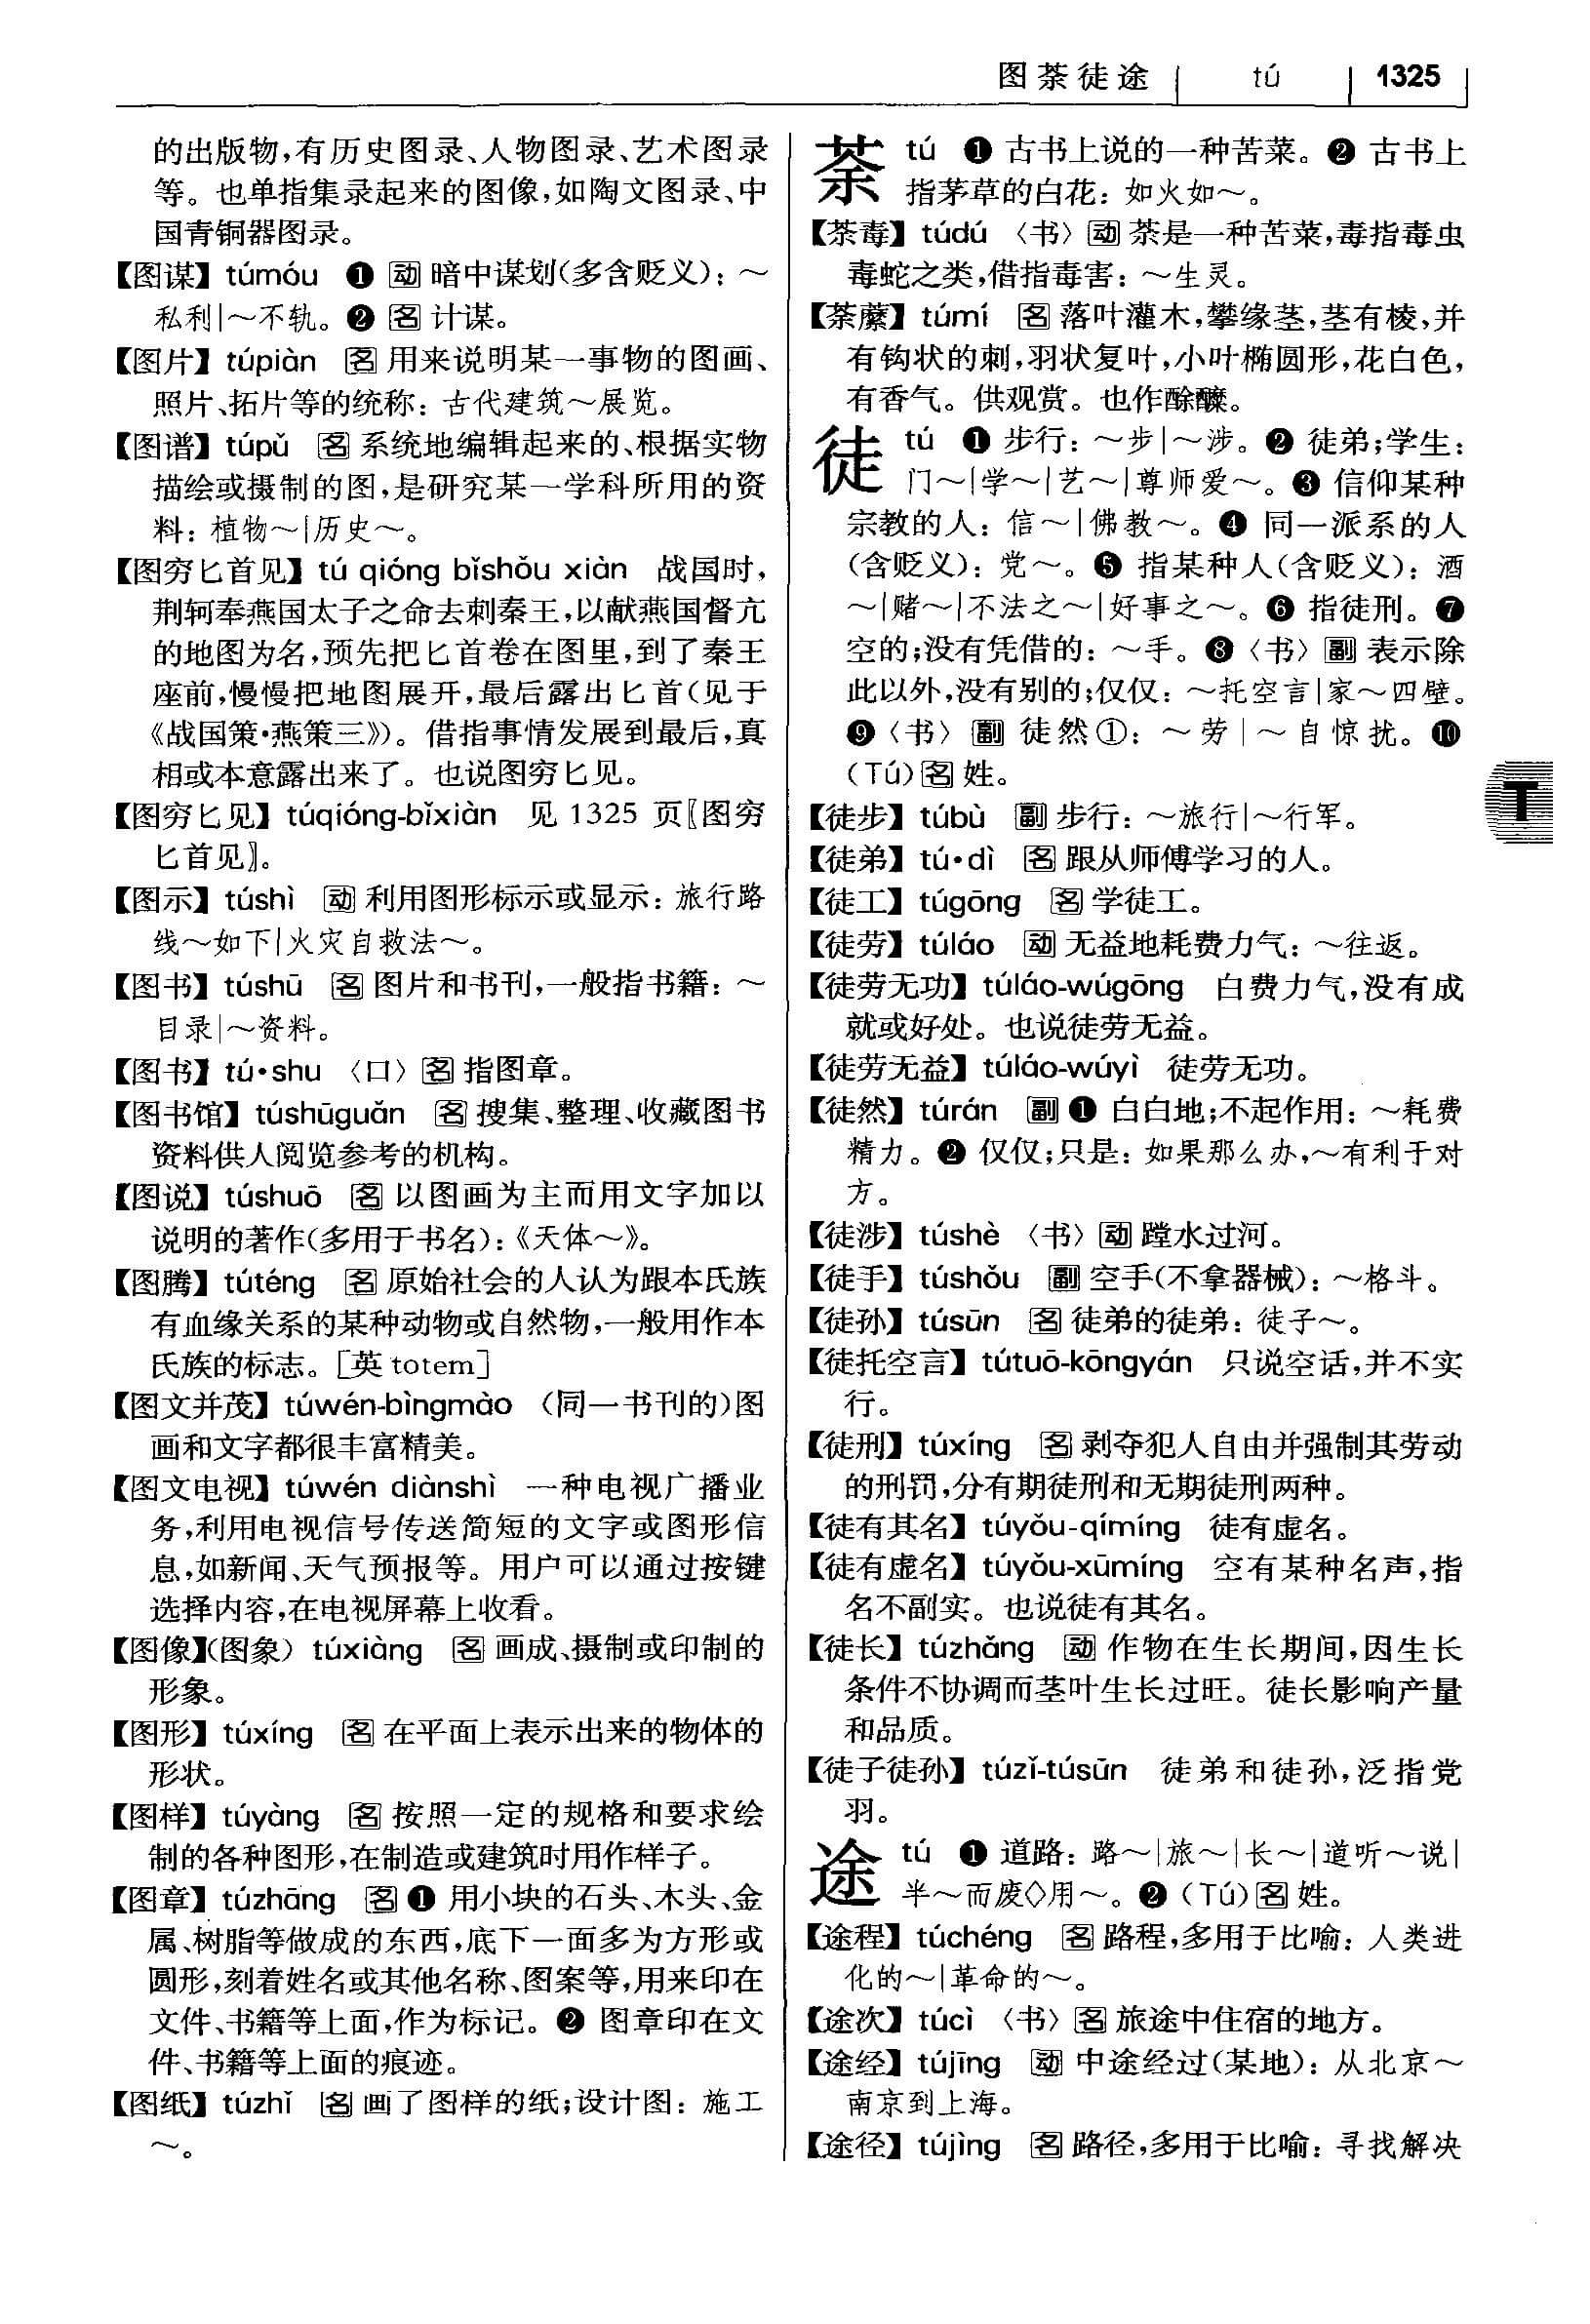 图荼徒途 tú 1325
的出版物，有历史图录、人物图录、艺术图录
等。也单指集录起来的图像，如陶文图录、中
国青铜器图录。
【图谋】túmóu ❶ 动 暗中谋划（多含贬义）：～
私利|～不轨。❷ 名 计谋。
【图片】túpiàn 名 用来说明某一事物的图画、
照片、拓片等的统称：古代建筑～展览。
【图谱】túpǔ 名 系统地编辑起来的、根据实物
描绘或摄制的图，是研究某一学科所用的资
料：植物～|历史～。
【图穷匕首见】tú qióng bǐshǒu xiàn 战国时，
荆轲奉燕国太子之命去刺秦王，以献燕国督亢
的地图为名，预先把匕首卷在图里，到了秦王
座前，慢慢把地图展开，最后露出匕首（见于
《战国策·燕策三》）。借指事情发展到最后，真
相或本意露出来了。也说图穷匕见。
【图穷匕见】túqióng-bǐxiàn 见 1325 页〖图穷
匕首见〗。
【图示】túshì 动 利用图形标示或显示：旅行路
线～如下|火灾自救法～。
【图书】túshū 名 图片和书刊，一般指书籍：～
目录|～资料。
【图书】tú·shu 〈口〉名 指图章。
【图书馆】túshūguǎn 名 搜集、整理、收藏图书
资料供人阅览参考的机构。
【图说】túshuō 名 以图画为主而用文字加以
说明的著作（多用于书名）：《天体～》。
【图腾】túténg 名 原始社会的人认为跟本氏族
有血缘关系的某种动物或自然物，一般用作本
氏族的标志。[英 totem]
【图文并茂】túwén-bìngmào （同一书刊的）图
画和文字都很丰富精美。
【图文电视】túwén diànshì 一种电视广播业
务，利用电视信号传送简短的文字或图形信
息，如新闻、天气预报等。用户可以通过按键
选择内容，在电视屏幕上收看。
【图像】（图象） túxiàng 名 画成、摄制或印制的
形象。
【图形】túxíng 名 在平面上表示出来的物体的
形状。
【图样】túyàng 名 按照一定的规格和要求绘
制的各种图形，在制造或建筑时用作样子。
【图章】túzhāng 名 ❶ 用小块的石头、木头、金
属、树脂等做成的东西，底下一面多为方形或
圆形，刻着姓名或其他名称、图案等，用来印在
文件、书籍等上面，作为标记。❷ 图章印在文
件、书籍等上面的痕迹。
【图纸】túzhǐ 名 画了图样的纸；设计图：施工
～。
荼 tú ❶ 古书上说的一种苦菜。❷ 古书上
指茅草的白花：如火如～。
【荼毒】túdú 〈书〉动 荼是一种苦菜，毒指毒虫
毒蛇之类，借指毒害：～生灵。
【荼蘼】túmí 名 落叶灌木，攀缘茎，茎有棱，并
有钩状的刺，羽状复叶，小叶椭圆形，花白色，
有香气。供观赏。也作酴醾。
徒 tú ❶ 步行：～步|～涉。❷ 徒弟；学生：
门～|学～|艺～|尊师爱～。❸ 信仰某种
宗教的人：信～|佛教～。❹ 同一派系的人
（含贬义）：党～。❺ 指某种人（含贬义）：酒
～|赌～|不法之～|好事之～。❻ 指徒刑。❼
空的；没有凭借的：～手。❽〈书〉副 表示除
此以外，没有别的；仅仅：～托空言|家～四壁。
❾〈书〉副 徒然①：～劳|～自惊扰。❿
（Tú）名 姓。
【徒步】túbù 副 步行：～旅行|～行军。
【徒弟】tú·dì 名 跟从师傅学习的人。
【徒工】túgōng 名 学徒工。
【徒劳】túláo 动 无益地耗费力气：～往返。
【徒劳无功】túláo-wúgōng 白费力气，没有成
就或好处。也说徒劳无益。
【徒劳无益】túláo-wúyì 徒劳无功。
【徒然】túrán 副 ❶ 白白地；不起作用：～耗费
精力。❷ 仅仅；只是：如果那么办，～有利于对
方。
【徒涉】túshè 〈书〉动 蹚水过河。
【徒手】túshǒu 副 空手（不拿器械）：～格斗。
【徒孙】túsūn 名 徒弟的徒弟：徒子～。
【徒托空言】tútuō-kōngyán 只说空话，并不实
行。
【徒刑】túxíng 名 剥夺犯人自由并强制其劳动
的刑罚，分有期徒刑和无期徒刑两种。
【徒有其名】túyǒu-qímíng 徒有虚名。
【徒有虚名】túyǒu-xūmíng 空有某种名声，指
名不副实。也说徒有其名。
【徒长】túzhǎng 动 作物在生长期间，因生长
条件不协调而茎叶生长过旺。徒长影响产量
和品质。
【徒子徒孙】túzǐ-túsūn 徒弟和徒孙，泛指党
羽。
途 tú ❶ 道路：路～|旅～|长～|道听～说|
半～而废◇用～。❷（Tú）名 姓。
【途程】túchéng 名 路程，多用于比喻：人类进
化的～|革命的～。
【途次】túcì 〈书〉名 旅途中住宿的地方。
【途经】tújīng 动 中途经过（某地）：从北京～
南京到上海。
【途径】tújìng 名 路径，多用于比喻：寻找解决
T